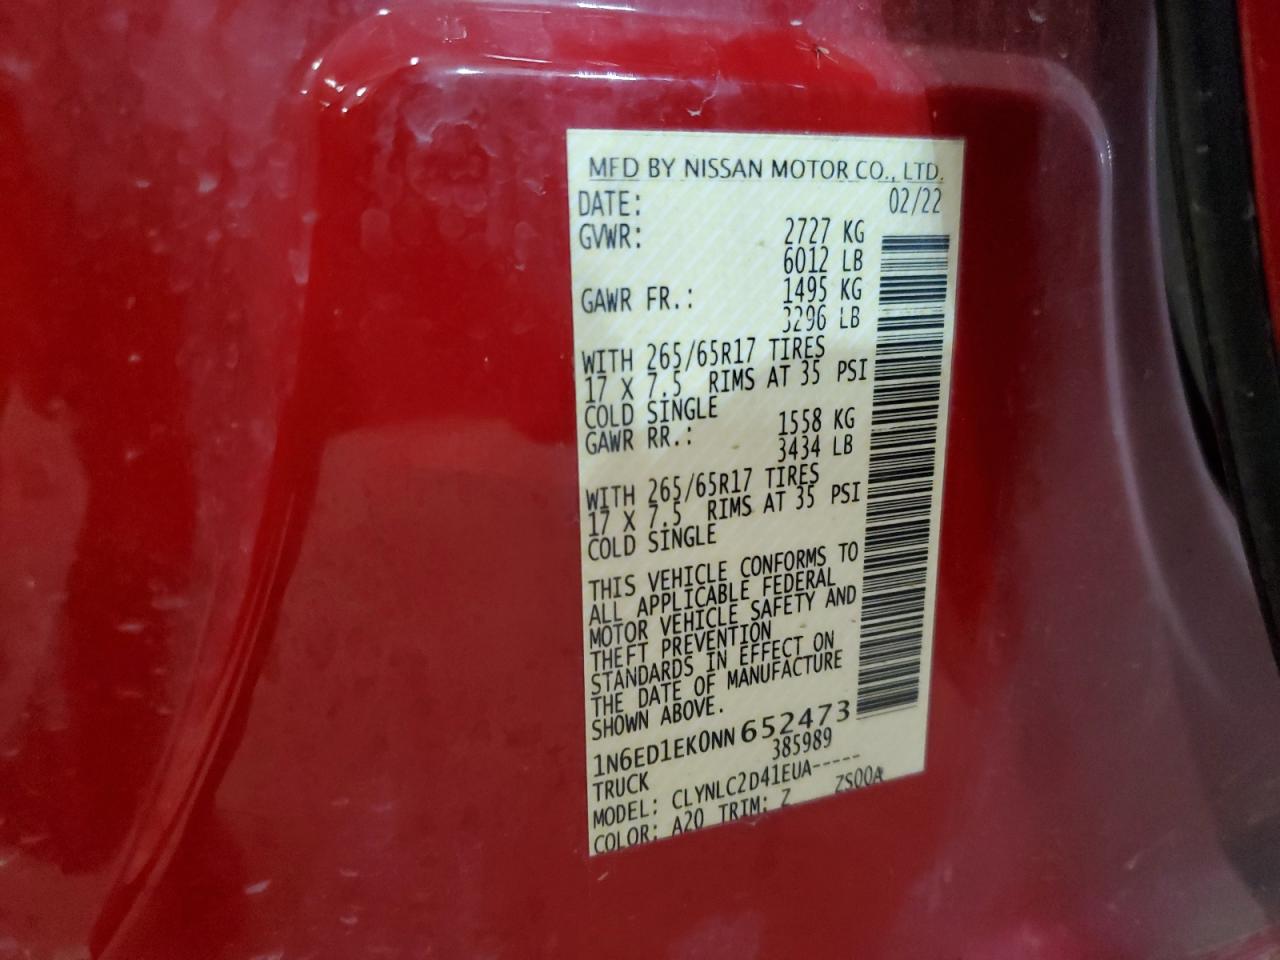 MFD BY NISSAN MOTOR CO., LTD.
DATE: 02/22
GVWR: 2727 KG
6012 LB
GAWR FR.: 1495 KG
3296 LB
WITH 265/65R17 TIRES
17 X 7.5 RIMS AT 35 PSI
COLD SINGLE
GAWR RR.: 1558 KG
3434 LB
WITH 265/65R17 TIRES
17 X 7.5 RIMS AT 35 PSI
COLD SINGLE
THIS VEHICLE CONFORMS TO
ALL APPLICABLE FEDERAL
MOTOR VEHICLE SAFETY AND
THEFT PREVENTION
STANDARDS IN EFFECT ON
THE DATE OF MANUFACTURE
SHOWN ABOVE.
1N6ED1EK0NN652473
TRUCK 385989
MODEL: CLYNLC2D41EUA-----
COLOR: A20 TRIM: Z ZS00A